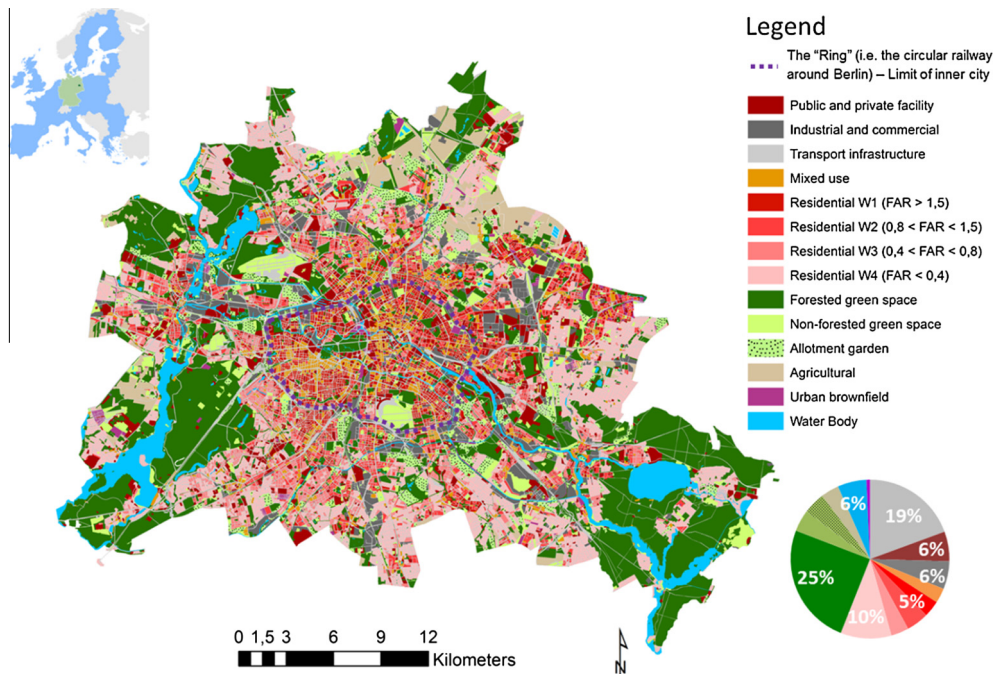 Legend
The “Ring” (i.e. the circular railway
around Berlin) – Limit of inner city
Public and private facility
Industrial and commercial
Transport infrastructure
Mixed use
Residential W1 (FAR > 1,5)
Residential W2 (0,8 < FAR < 1,5)
Residential W3 (0,4 < FAR < 0,8)
Residential W4 (FAR < 0,4)
Forested green space
Non-forested green space
Allotment garden
Agricultural
Urban brownfield
Water Body
6%
19%
6%
6%
5%
10%
25%
0 1,5 3 6 9 12
Kilometers
N